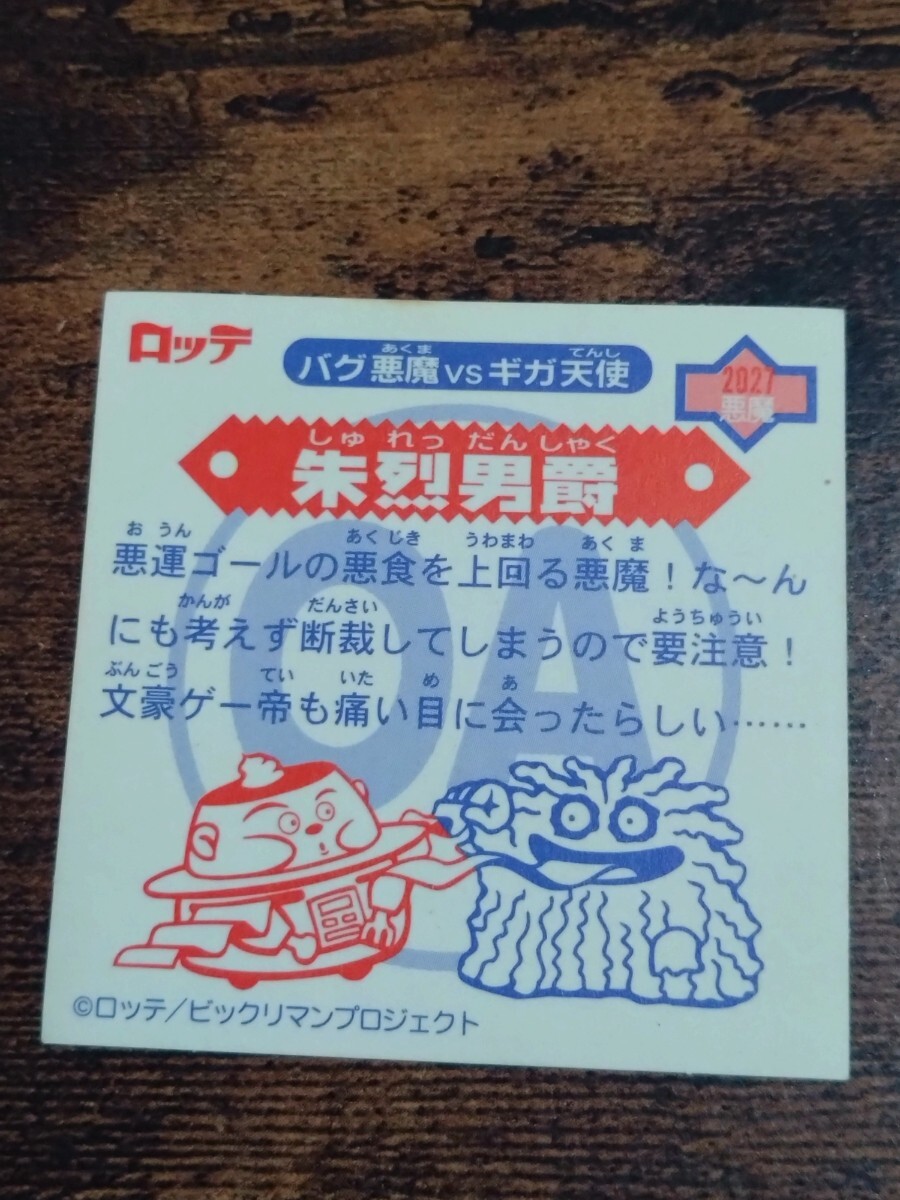 ロッテ
バグ悪魔vsギガ天使
あくま てんし
2027
悪魔
しゅ れっ だん しゃく
朱烈男爵
お うん あくじき うわまわ あく ま
悪運ゴールの悪食を上回る悪魔！な〜ん
かんが だんさい ようちゅうい
にも考えず断裁してしまうので要注意！
ぶんごう てい いた め あ
文豪ゲー帝も痛い目に会ったらしい……
OA
©ロッテ/ビックリマンプロジェクト